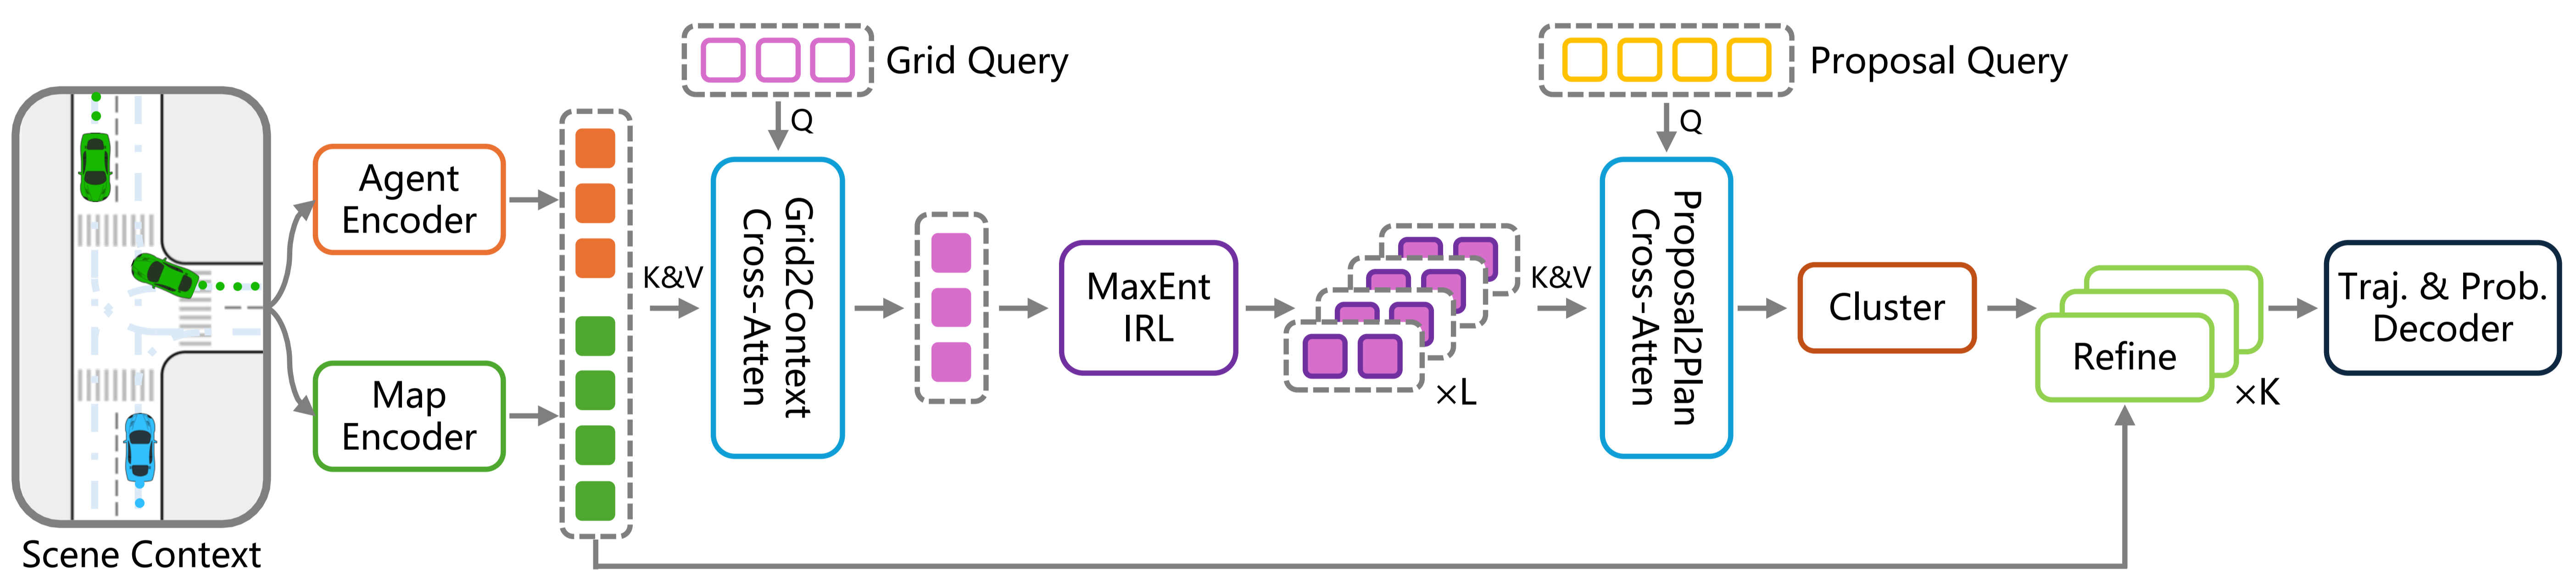 Scene Context
Agent
Encoder
Map
Encoder
K&V
Grid Query
Q
Grid2Context
Cross-Atten
MaxEnt
IRL
×L
K&V
Proposal Query
Q
Proposal2Plan
Cross-Atten
Cluster
Refine
×K
Traj. & Prob.
Decoder